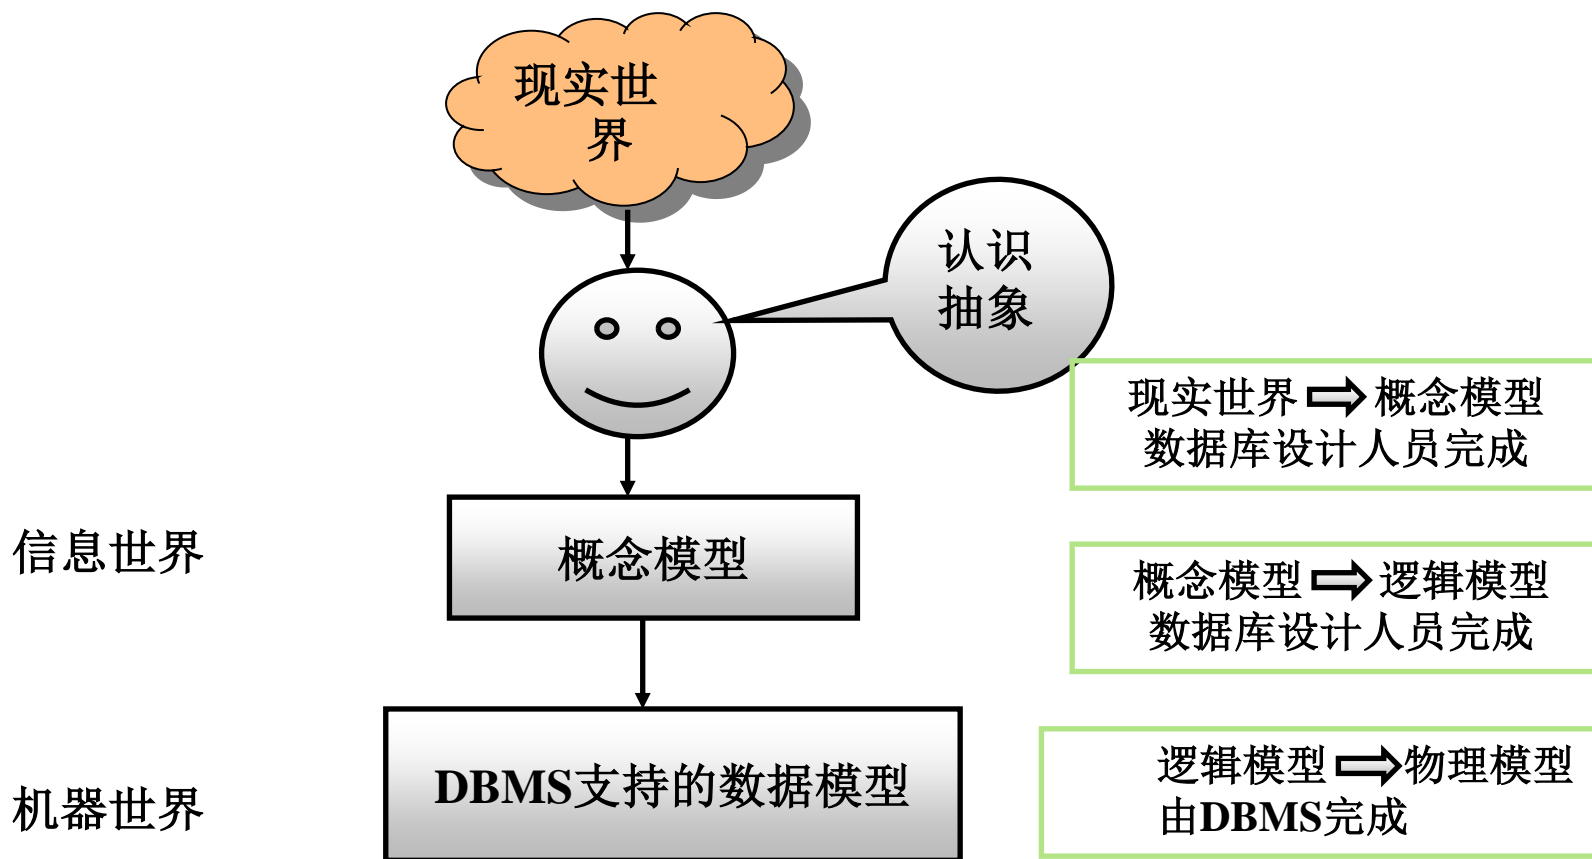 现实世
界
认识
抽象
现实世界 概念模型
数据库设计人员完成
信息世界
概念模型
概念模型 逻辑模型
数据库设计人员完成
机器世界
DBMS支持的数据模型
逻辑模型 物理模型
由DBMS完成